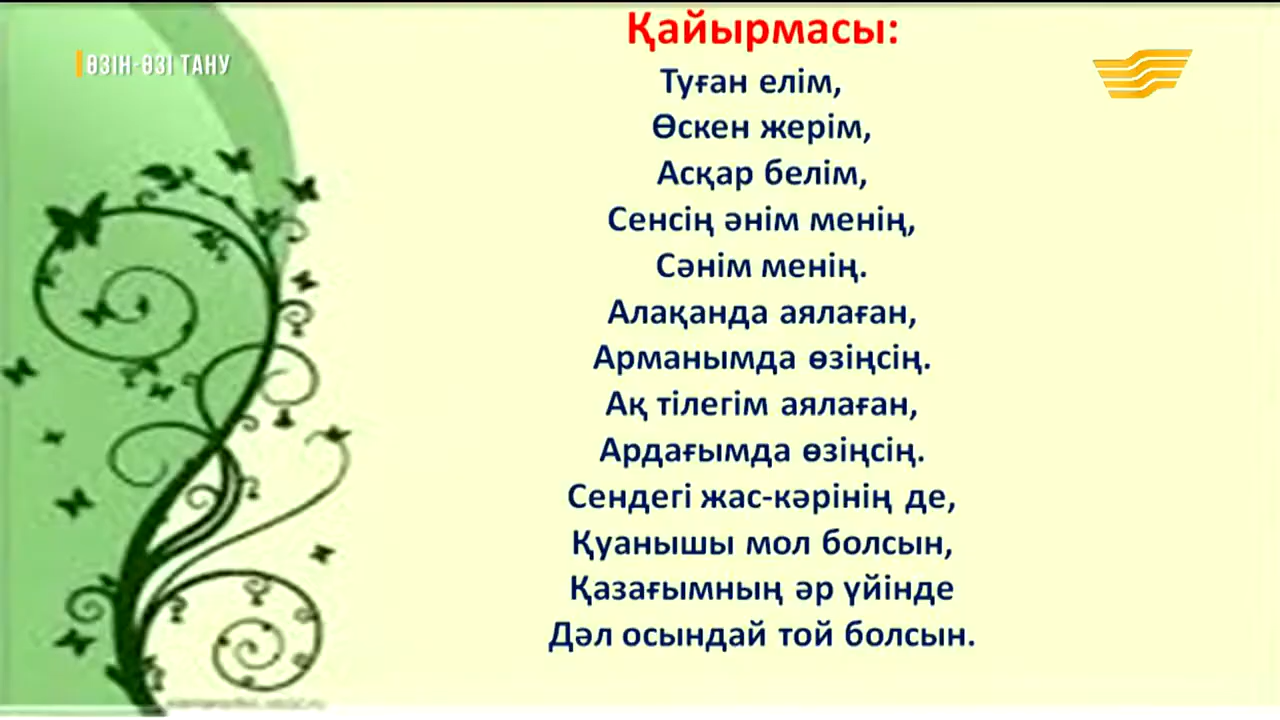 Қайырмасы:
ӨЗІН-ӨЗІ ТАНУ
Туған елім,
Өскен жерім,
Асқар белім,
Сенсің әнім менің,
Сәнім менің.
Алақанда аялаған,
Арманымда өзіңсің.
Ақ тілегім аялаған,
Ардағымда өзіңсің.
Сендегі жас-кәрінің де,
Қуанышы мол болсын,
Қазағымның әр үйінде
Дәл осындай той болсын.